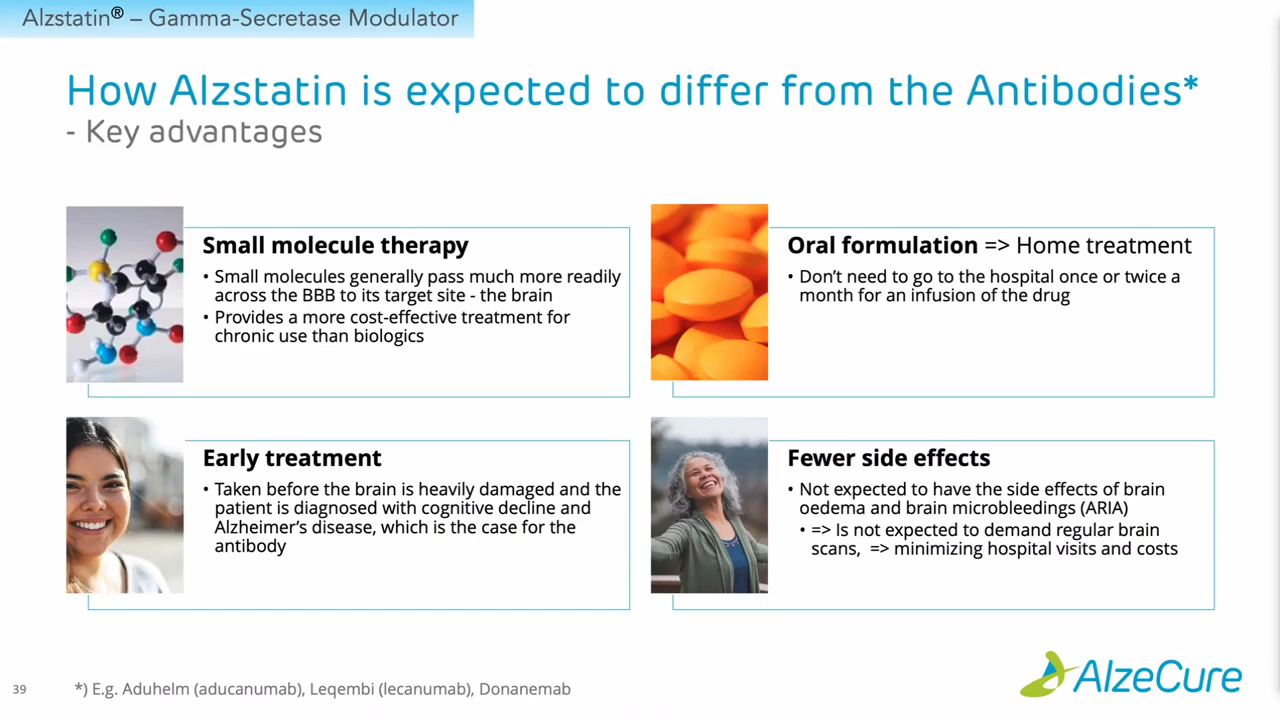 Alzstatin® – Gamma-Secretase Modulator
How Alzstatin is expected to differ from the Antibodies*
- Key advantages
Small molecule therapy
• Small molecules generally pass much more readily
across the BBB to its target site - the brain
• Provides a more cost-effective treatment for
chronic use than biologics
Oral formulation => Home treatment
• Don’t need to go to the hospital once or twice a
month for an infusion of the drug
Early treatment
• Taken before the brain is heavily damaged and the
patient is diagnosed with cognitive decline and
Alzheimer’s disease, which is the case for the
antibody
Fewer side effects
• Not expected to have the side effects of brain
oedema and brain microbleedings (ARIA)
• => Is not expected to demand regular brain
scans,  => minimizing hospital visits and costs
39
*) E.g. Aduhelm (aducanumab), Leqembi (lecanumab), Donanemab
AlzeCure